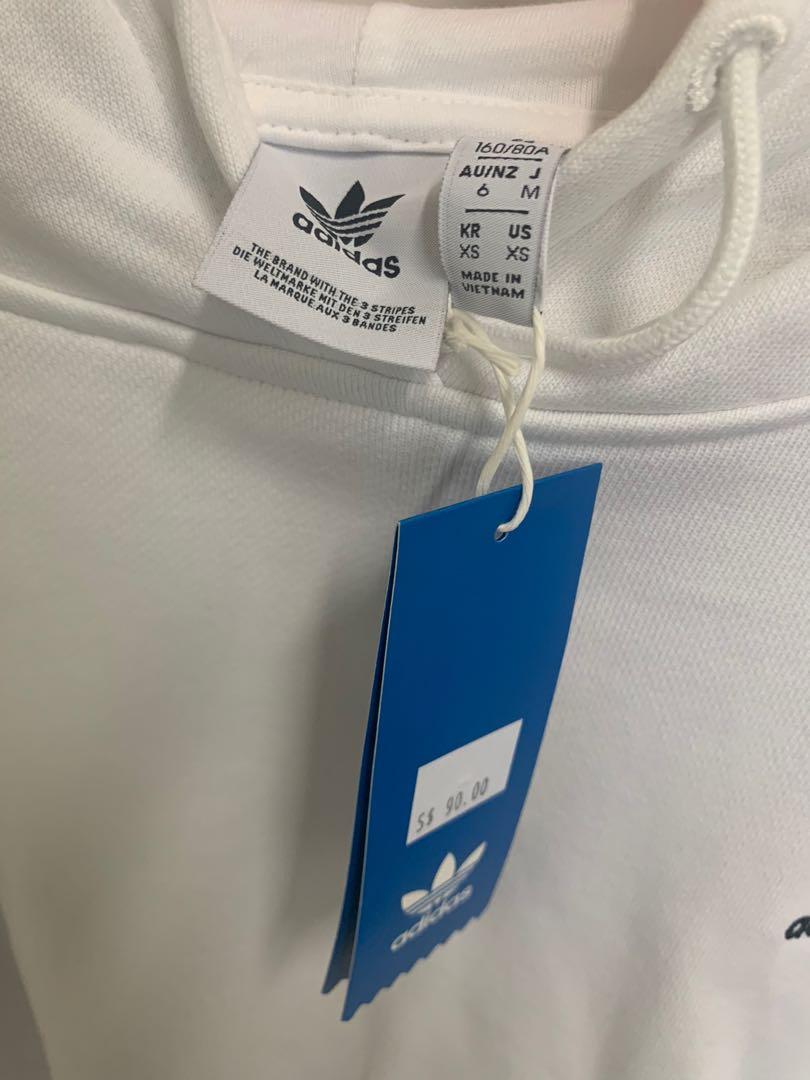 adidas
THE BRAND WITH THE 3 STRIPES
DIE WELTMARKE MIT DEN 3 STREIFEN
LA MARQUE AUX 3 BANDES
160/80A
AU/NZ J
6 M
KR US
XS XS
MADE IN
VIETNAM
S$ 90.00
adidas